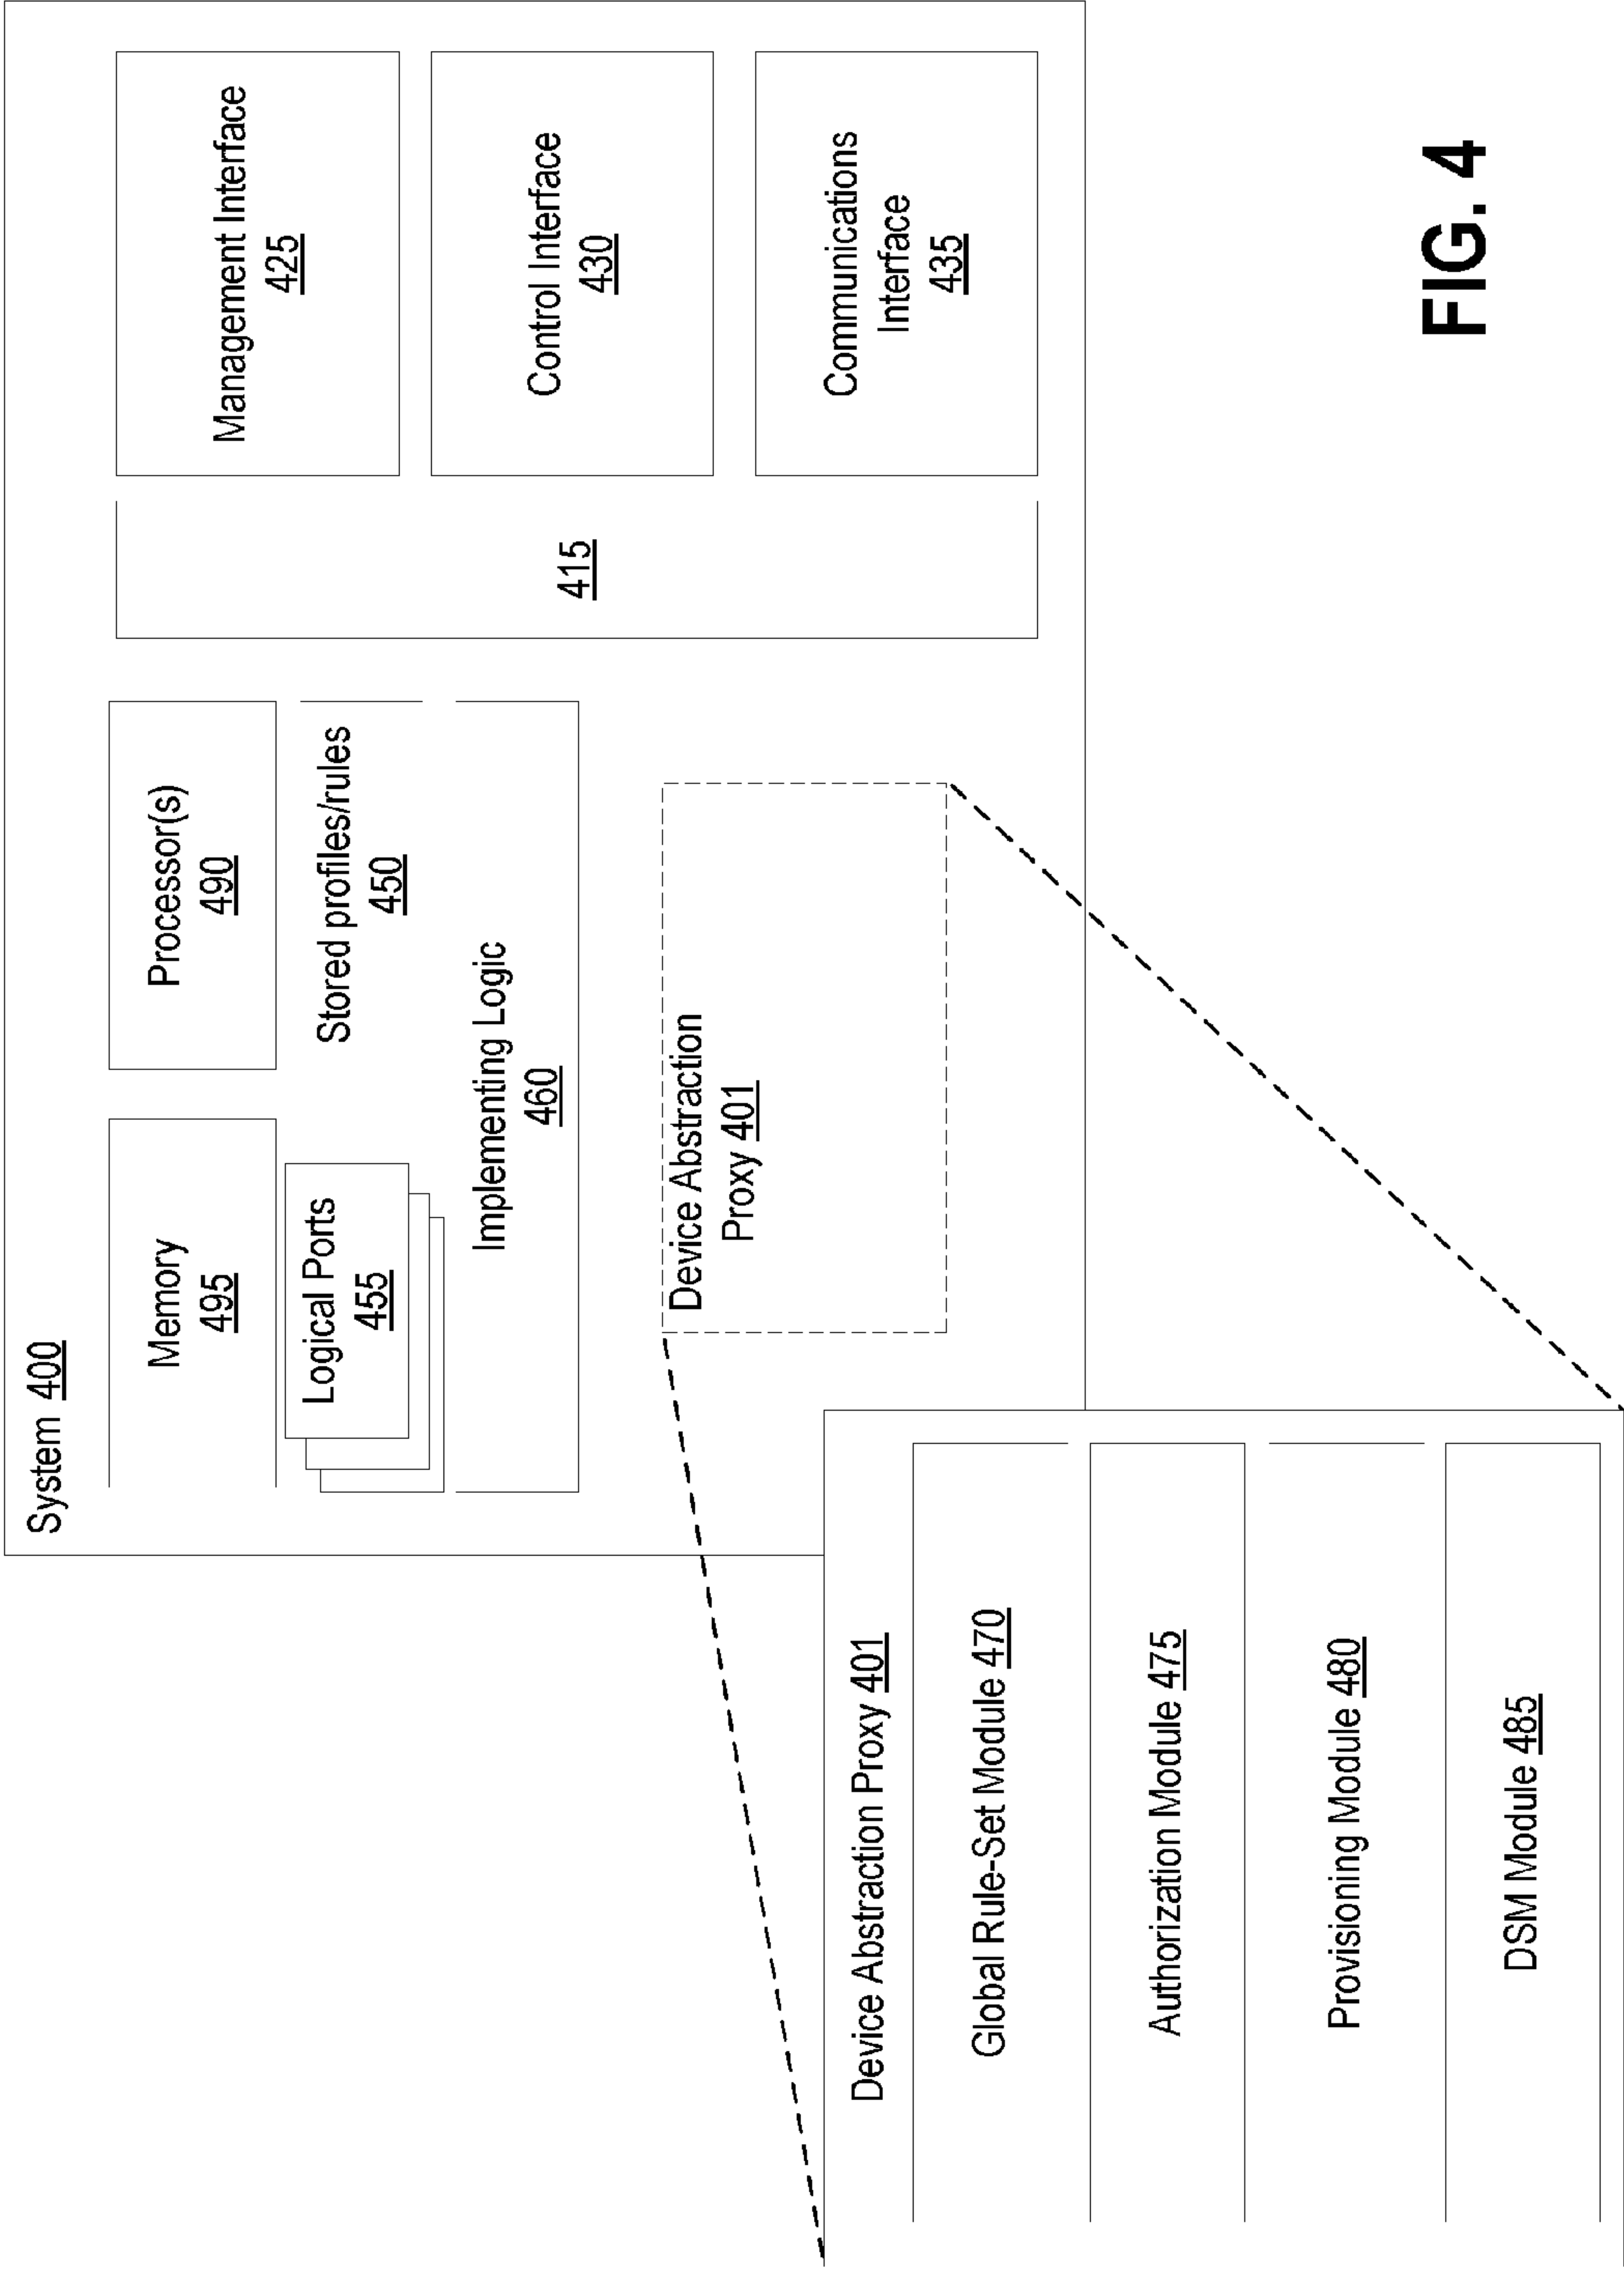 System 400
Memory
495
Processor(s)
490
Logical Ports
455
Stored profiles/rules
450
Implementing Logic
460
Device Abstraction
Proxy 401
415
Management Interface
425
Control Interface
430
Communications
Interface
435
Device Abstraction Proxy 401
Global Rule-Set Module 470
Authorization Module 475
Provisioning Module 480
DSM Module 485
FIG. 4